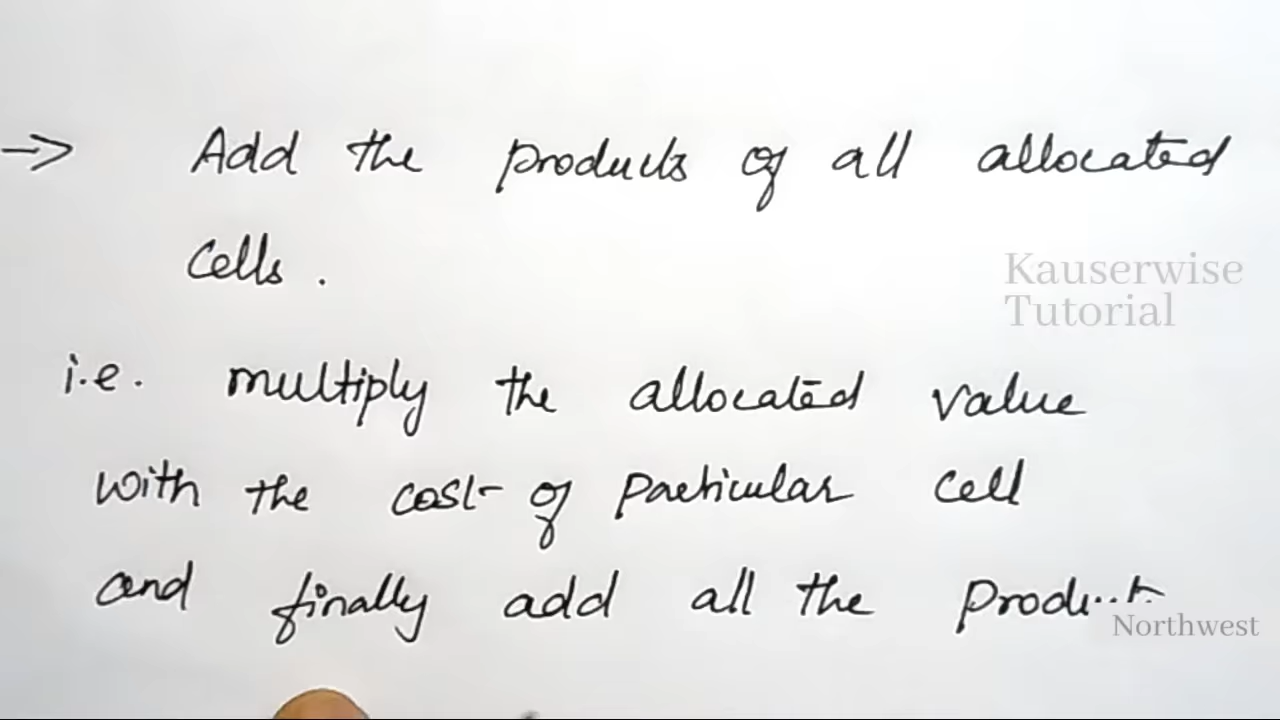 → Add the products of all allocated
cells.
Kauserwise
Tutorial
i.e. multiply the allocated value
with the cost of particular cell
and finally add all the
Northwest